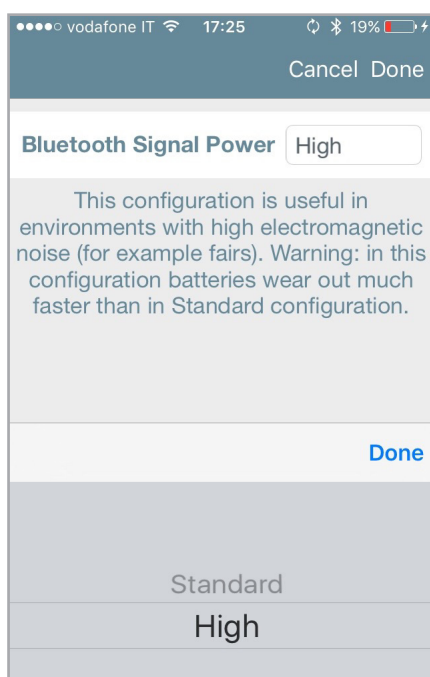 vodafone IT 17:25 19%
Cancel Done
Bluetooth Signal Power High
This configuration is useful in
environments with high electromagnetic
noise (for example fairs). Warning: in this
configuration batteries wear out much
faster than in Standard configuration.
Done
Standard
High